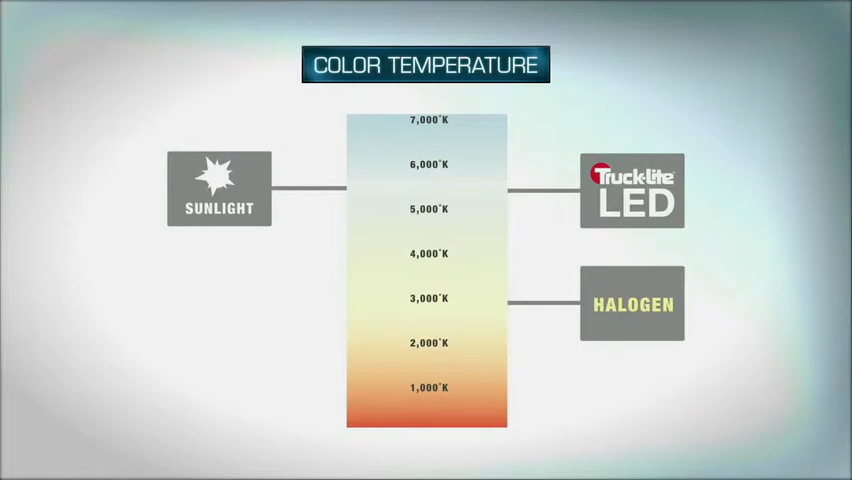 COLOR TEMPERATURE
7,000°K
6,000°K
5,000°K
4,000°K
3,000°K
2,000°K
1,000°K
SUNLIGHT
Truck-Lite
LED
HALOGEN